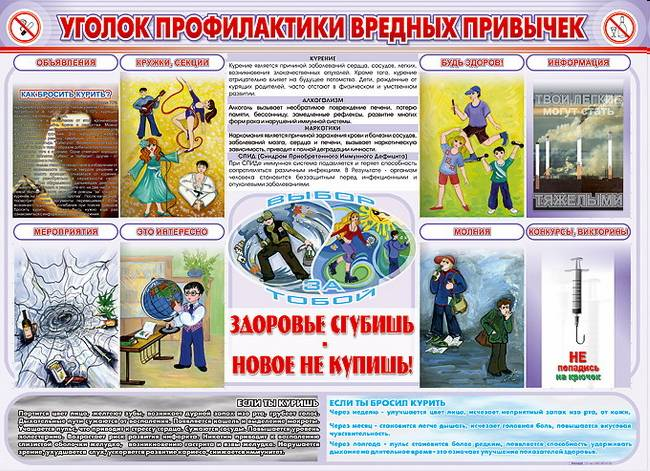 УГОЛОК ПРОФИЛАКТИКИ ВРЕДНЫХ ПРИВЫЧЕК
ОБЪЯВЛЕНИЯ
КРУЖКИ, СЕКЦИИ
БУДЬ ЗДОРОВ!
ИНФОРМАЦИЯ
КАК БРОСИТЬ КУРИТЬ?
КУРЕНИЕ
Курение является причиной заболеваний сердца, сосудов, легких,
возникновения злокачественных опухолей. Кроме того, курение
отрицательно влияет на будущее потомства. Дети, рожденные от
курящих родителей, часто отстают в физическом и умственном
развитии.
АЛКОГОЛИЗМ
Алкоголь вызывает необратимое повреждение печени, потерю
памяти, бессонницу, замедленные рефлексы, развитие многих
форм рака и нарушений иммунной системы.
НАРКОТИКИ
Наркомания является причиной заражения крови и болезни сосудов,
заболеваний мозга, сердца и печени, вызывает наркотическую
зависимость, приводит к полной деградации личности.
СПИД (Синдром Приобретенного Иммунного Дефицита)
При СПИДе иммунная система подавляется и теряет способность
сопротивляться различным инфекциям. В Результате - организм
человека становится беззащитным перед инфекционными и
опухолевыми заболеваниями.
ТВОИ ЛЕГКИЕ
могут стать
ТЯЖЕЛЫМИ
МЕРОПРИЯТИЯ
ЭТО ИНТЕРЕСНО
МОЛНИЯ
КОНКУРСЫ, ВИКТОРИНЫ
ВЫБОР
ЗА
ТОБОЙ
ЗДОРОВЬЕ СГУБИШЬ
-
НОВОЕ НЕ КУПИШЬ!
НЕ
попадись
на крючок
ЕСЛИ ТЫ КУРИШЬ
Портится цвет лица, желтеют зубы, возникает дурной запах изо рта, грубеет голос.
Дыхательные пути сужаются от воспаления. Появляется кашель и выделение мокроты.
Учащается пульс, что приводит к стрессу сердца. Сужаются сосуды. Повышается уровень
холестерина. Возрастает риск развития инфаркта. Никотин приводит к воспалению
слизистой оболочки желудка, возникновению гастрита и язвы желудка. Нарушается
зрение, ухудшается слух, ускоряется развитие кариеса, снижается иммунитет.
ЕСЛИ ТЫ БРОСИЛ КУРИТЬ
Через неделю - улучшается цвет лица, исчезает неприятный запах изо рта, от кожи.
Через месяц - становится легче дышать, исчезает головная боль, повышается вкусовая
чувствительность.
Через полгода - пульс становится более редким, появляется способность удерживать
дыхание на длительное время - это означает улучшение показаний здоровья.